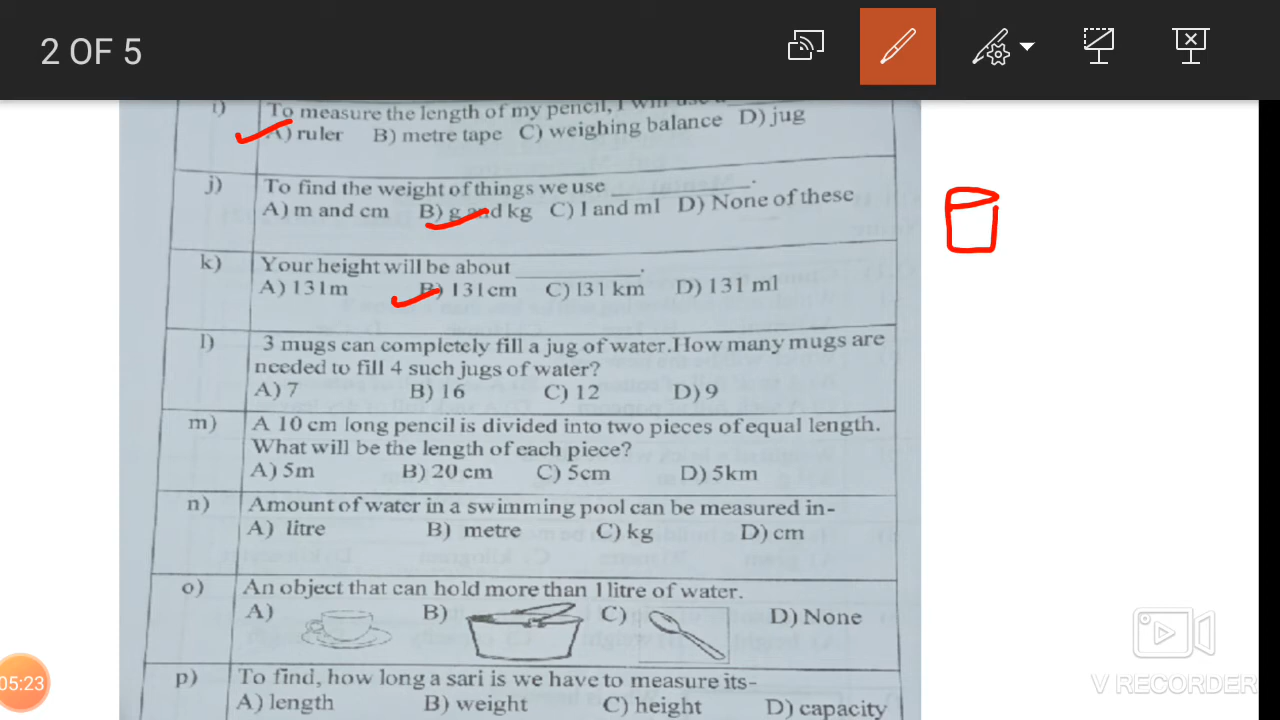 2 OF 5
i) To measure the length of my pencil, I will use a
A) ruler B) metre tape C) weighing balance D) jug
j) To find the weight of things we use ____________.
A) m and cm B) g and kg C) l and ml D) None of these
k) Your height will be about ____________.
A) 131m B) 131cm C) 131 km D) 131 ml
l) 3 mugs can completely fill a jug of water.How many mugs are
needed to fill 4 such jugs of water?
A) 7 B) 16 C) 12 D) 9
m) A 10 cm long pencil is divided into two pieces of equal length.
What will be the length of each piece?
A) 5m B) 20 cm C) 5cm D) 5km
n) Amount of water in a swimming pool can be measured in-
A) litre B) metre C) kg D) cm
o) An object that can hold more than 1litre of water.
A) B) C) D) None
p) To find, how long a sari is we have to measure its-
A) length B) weight C) height D) capacity
05:23
V RECORDER